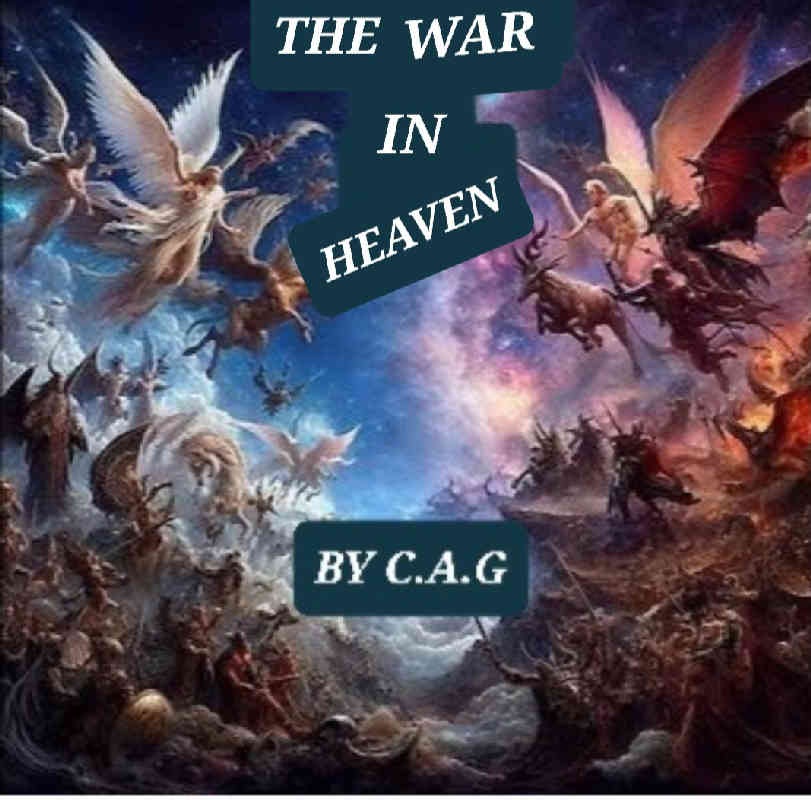 THE WAR
IN
HEAVEN
BY C.A.G